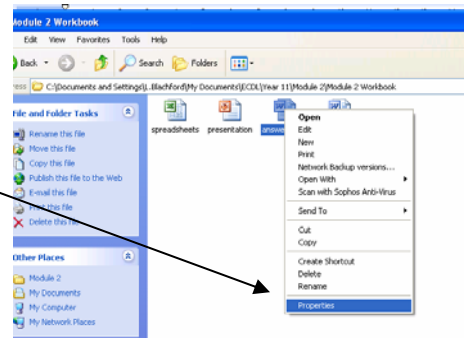 Module 2 Workbook
Edit View Favorites Tools Help
Back Search Folders
C:\Documents and Settings\L.Blachford\My Documents\ECDL\Year 11\Module 2\Module 2 Workbook
File and Folder Tasks
Rename this file
Move this file
Copy this file
Publish this file to the Web
E-mail this file
Print this file
Delete this file
Other Places
Module 2
My Documents
My Computer
My Network Places
spreadsheets presentation
Open
Edit
New
Print
Network Backup versions...
Open With
Scan with Sophos Anti-Virus
Send To
Cut
Copy
Create Shortcut
Delete
Rename
Properties